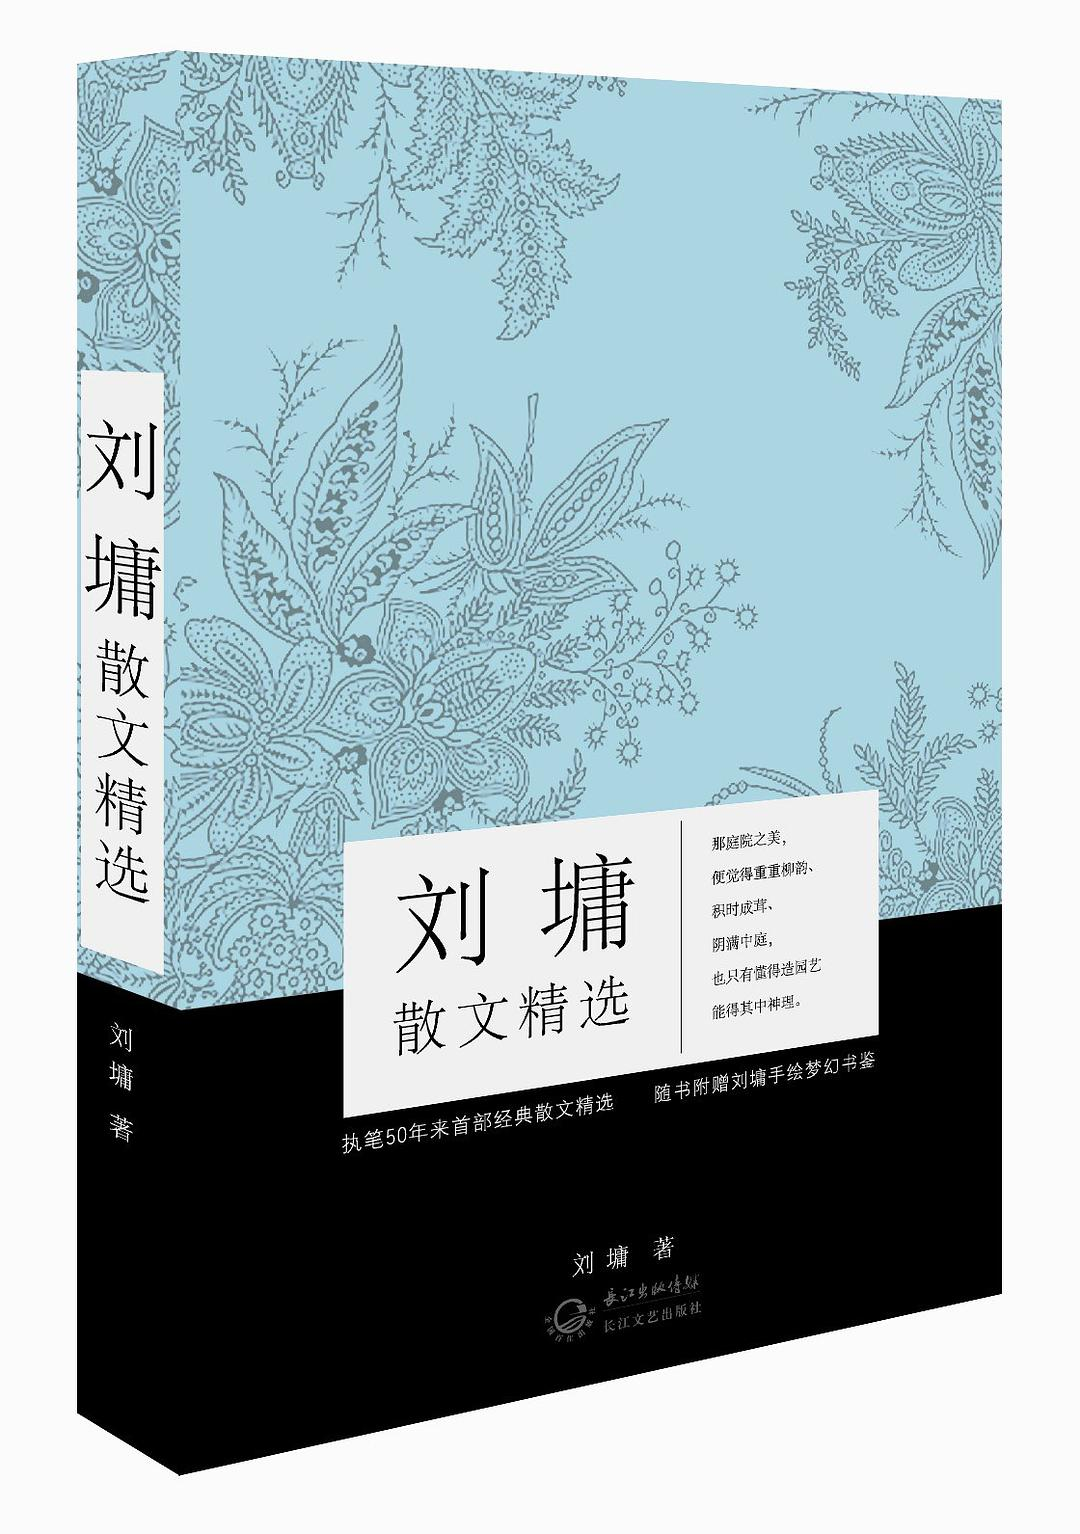 刘墉
散文精选
刘墉 著
刘 墉
散文精选
那庭院之美，
便觉得重重柳韵、
积时成茸、
阴满中庭，
也只有懂得造园艺
能得其中神理。
执笔50年来首部经典散文精选 随书附赠刘墉手绘梦幻书鉴
刘 墉 著
长江出版传媒
长江文艺出版社